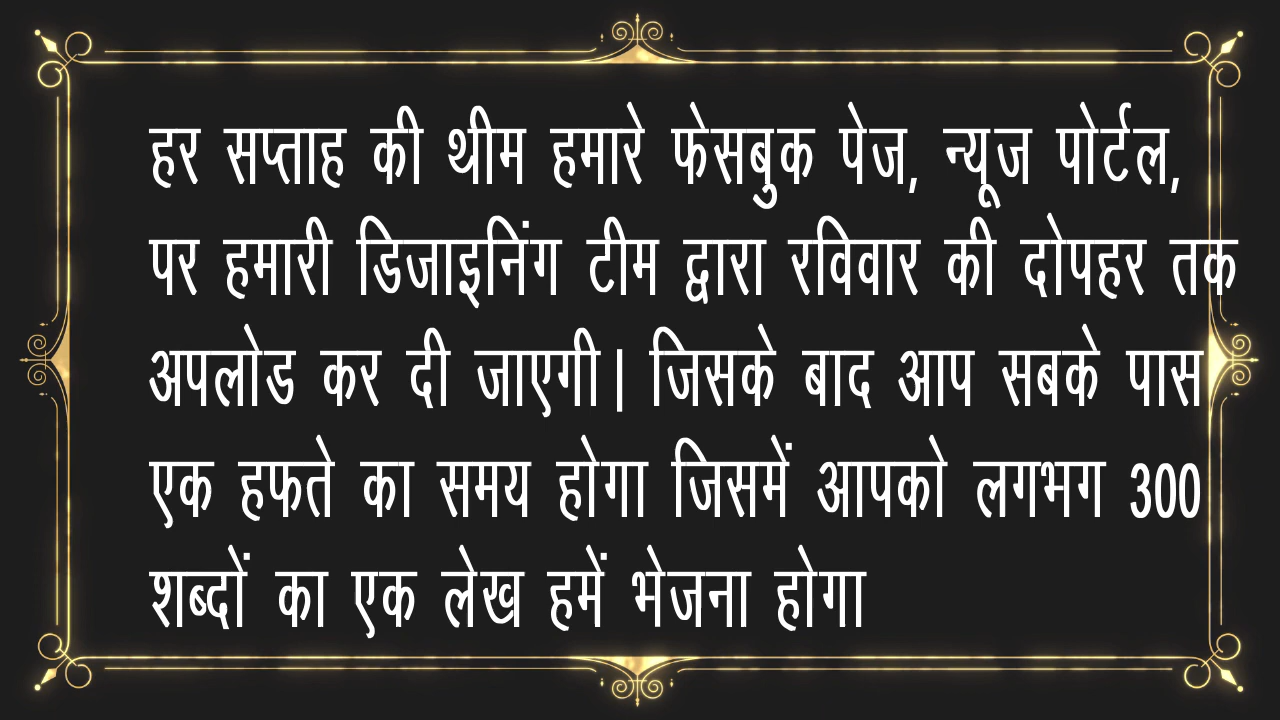 हर सप्ताह की थीम हमारे फेसबुक पेज, न्यूज पोर्टल,
पर हमारी डिजाइनिंग टीम द्वारा रविवार की दोपहर तक
अपलोड कर दी जाएगी| जिसके बाद आप सबके पास
एक हफते का समय होगा जिसमें आपको लगभग 300
शब्दों का एक लेख हमें भेजना होगा